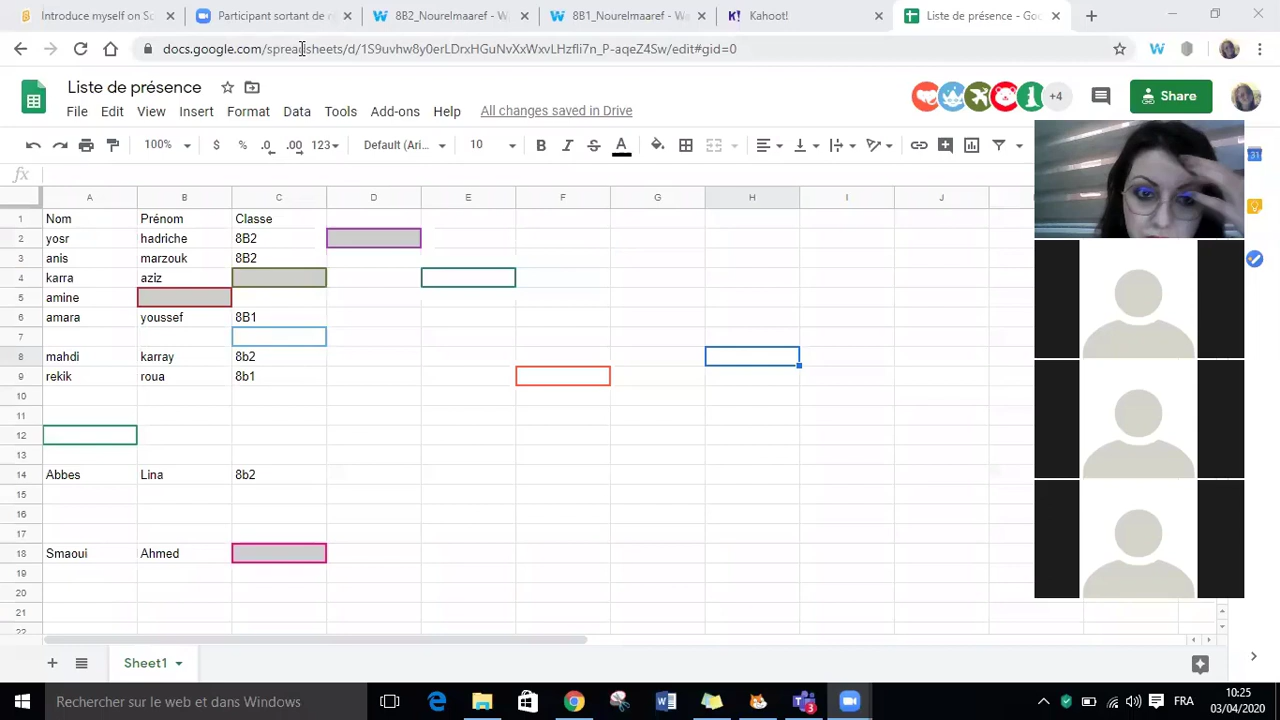 Introduce myself on Sc
Participant sortant de r
8B2_Nourelmaaref - W
8B1_Nourelmaaref - Wa
Kahoot!
Liste de présence - Goo
docs.google.com/spreadsheets/d/1S9uvhw8y0erLDrxHGuNvXxWxvLHzfli7n_P-aqeZ4Sw/edit#gid=0
Liste de présence
+4
Share
File Edit View Insert Format Data Tools Add-ons Help All changes saved in Drive
100% $ % .0 .00 123 Default (Ari... 10 B I S A
fx
A B C D E F G H I J
1 Nom Prénom Classe
2 yosr hadriche 8B2
3 anis marzouk 8B2
4 karra aziz
5 amine
6 amara youssef 8B1
7
8 mahdi karray 8b2
9 rekik roua 8b1
10
11
12
13
14 Abbes Lina 8b2
15
16
17
18 Smaoui Ahmed
19
20
21
22
Sheet1
31
Rechercher sur le web et dans Windows
FRA
10:25
03/04/2020